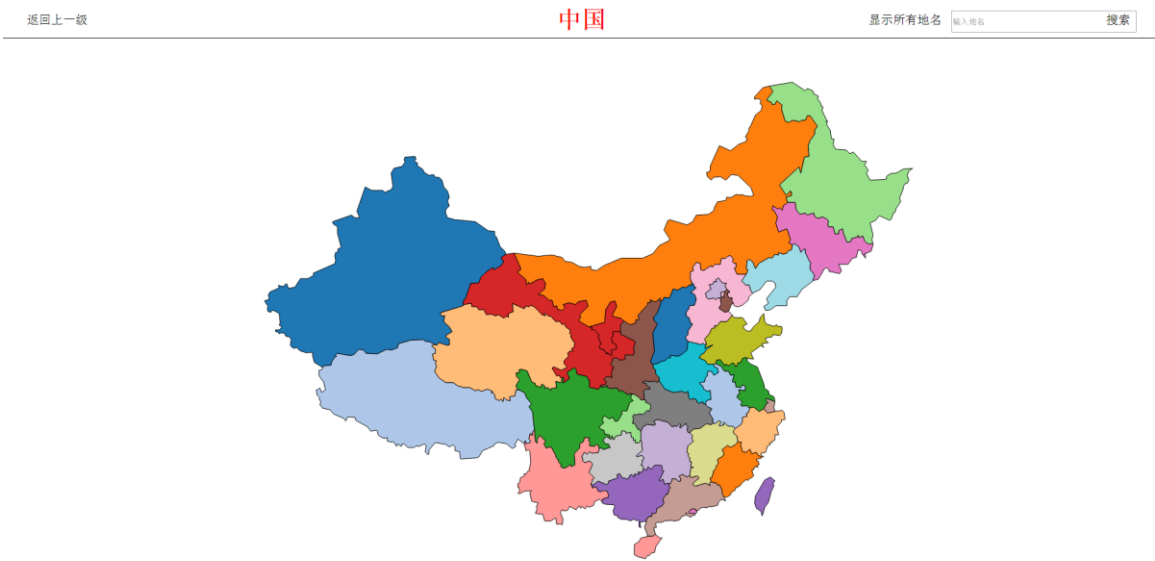 返回上一级
中国
显示所有地名
输入地名
搜索